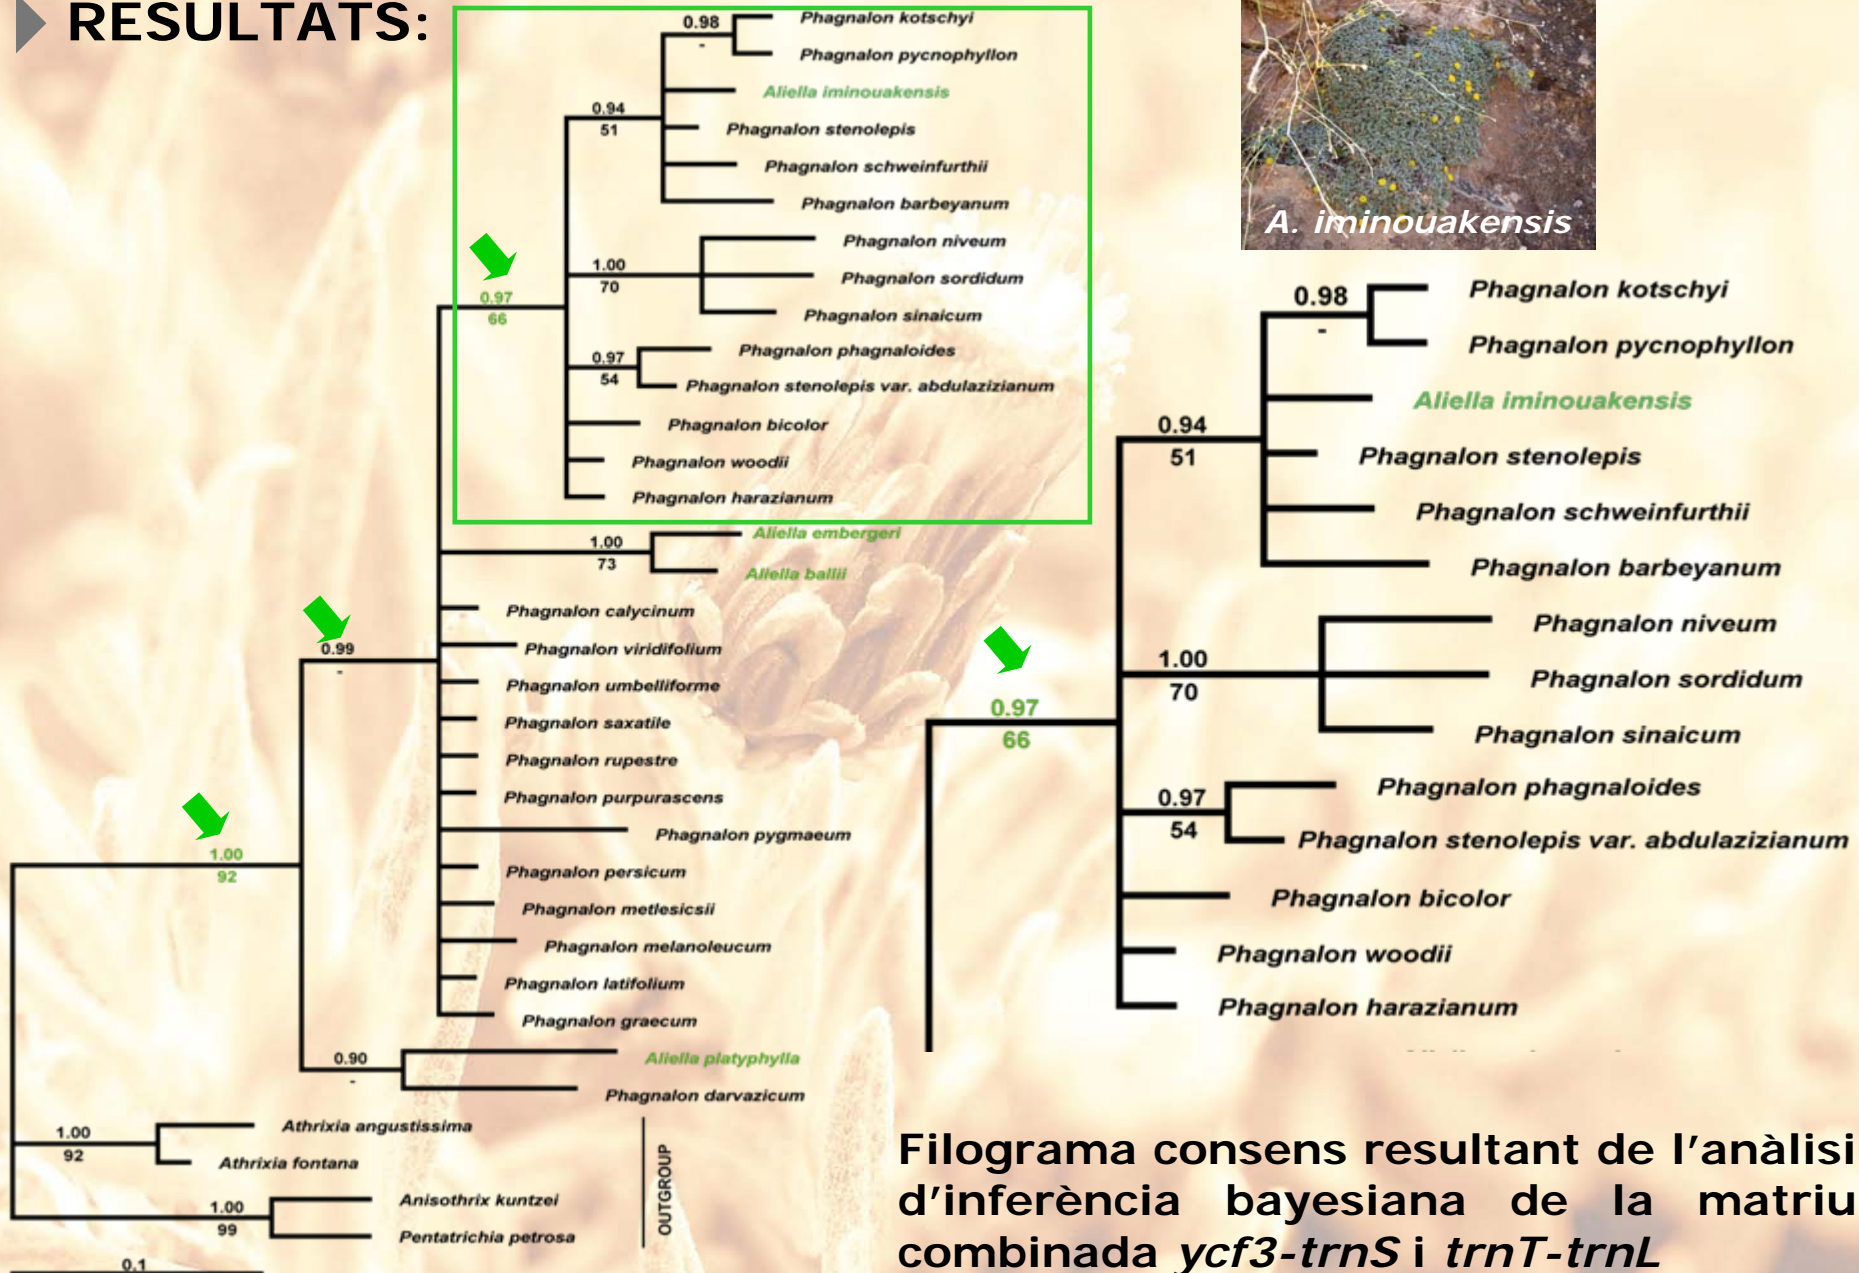 RESULTATS:
0.98
-
Phagnalon kotschyi
Phagnalon pycnophyllon
Aliella iminouakensis
0.94
51
Phagnalon stenolepis
Phagnalon schweinfurthii
Phagnalon barbeyanum
Phagnalon niveum
1.00
70
Phagnalon sordidum
0.97
66
Phagnalon sinaicum
Phagnalon phagnaloides
0.97
54
Phagnalon stenolepis var. abdulazizianum
Phagnalon bicolor
Phagnalon woodii
Phagnalon harazianum
Aliella embergeri
1.00
73
Aliella ballii
Phagnalon calycinum
0.99
-
Phagnalon viridifolium
Phagnalon umbelliforme
Phagnalon saxatile
Phagnalon rupestre
Phagnalon purpurascens
Phagnalon pygmaeum
1.00
92
Phagnalon persicum
Phagnalon metlesicsii
Phagnalon melanoleucum
Phagnalon latifolium
Phagnalon graecum
0.90
-
Aliella platyphylla
Phagnalon darvazicum
1.00
92
Athrixia angustissima
Athrixia fontana
1.00
99
Anisothrix kuntzei
Pentatrichia petrosa
OUTGROUP
0.1
A. iminouakensis
0.98
-
Phagnalon kotschyi
Phagnalon pycnophyllon
Aliella iminouakensis
0.94
51
Phagnalon stenolepis
Phagnalon schweinfurthii
Phagnalon barbeyanum
Phagnalon niveum
1.00
70
Phagnalon sordidum
0.97
66
Phagnalon sinaicum
Phagnalon phagnaloides
0.97
54
Phagnalon stenolepis var. abdulazizianum
Phagnalon bicolor
Phagnalon woodii
Phagnalon harazianum
Filograma consens resultant de l'anàlisi
d'inferència bayesiana de la matriu
combinada ycf3-trnS i trnT-trnL